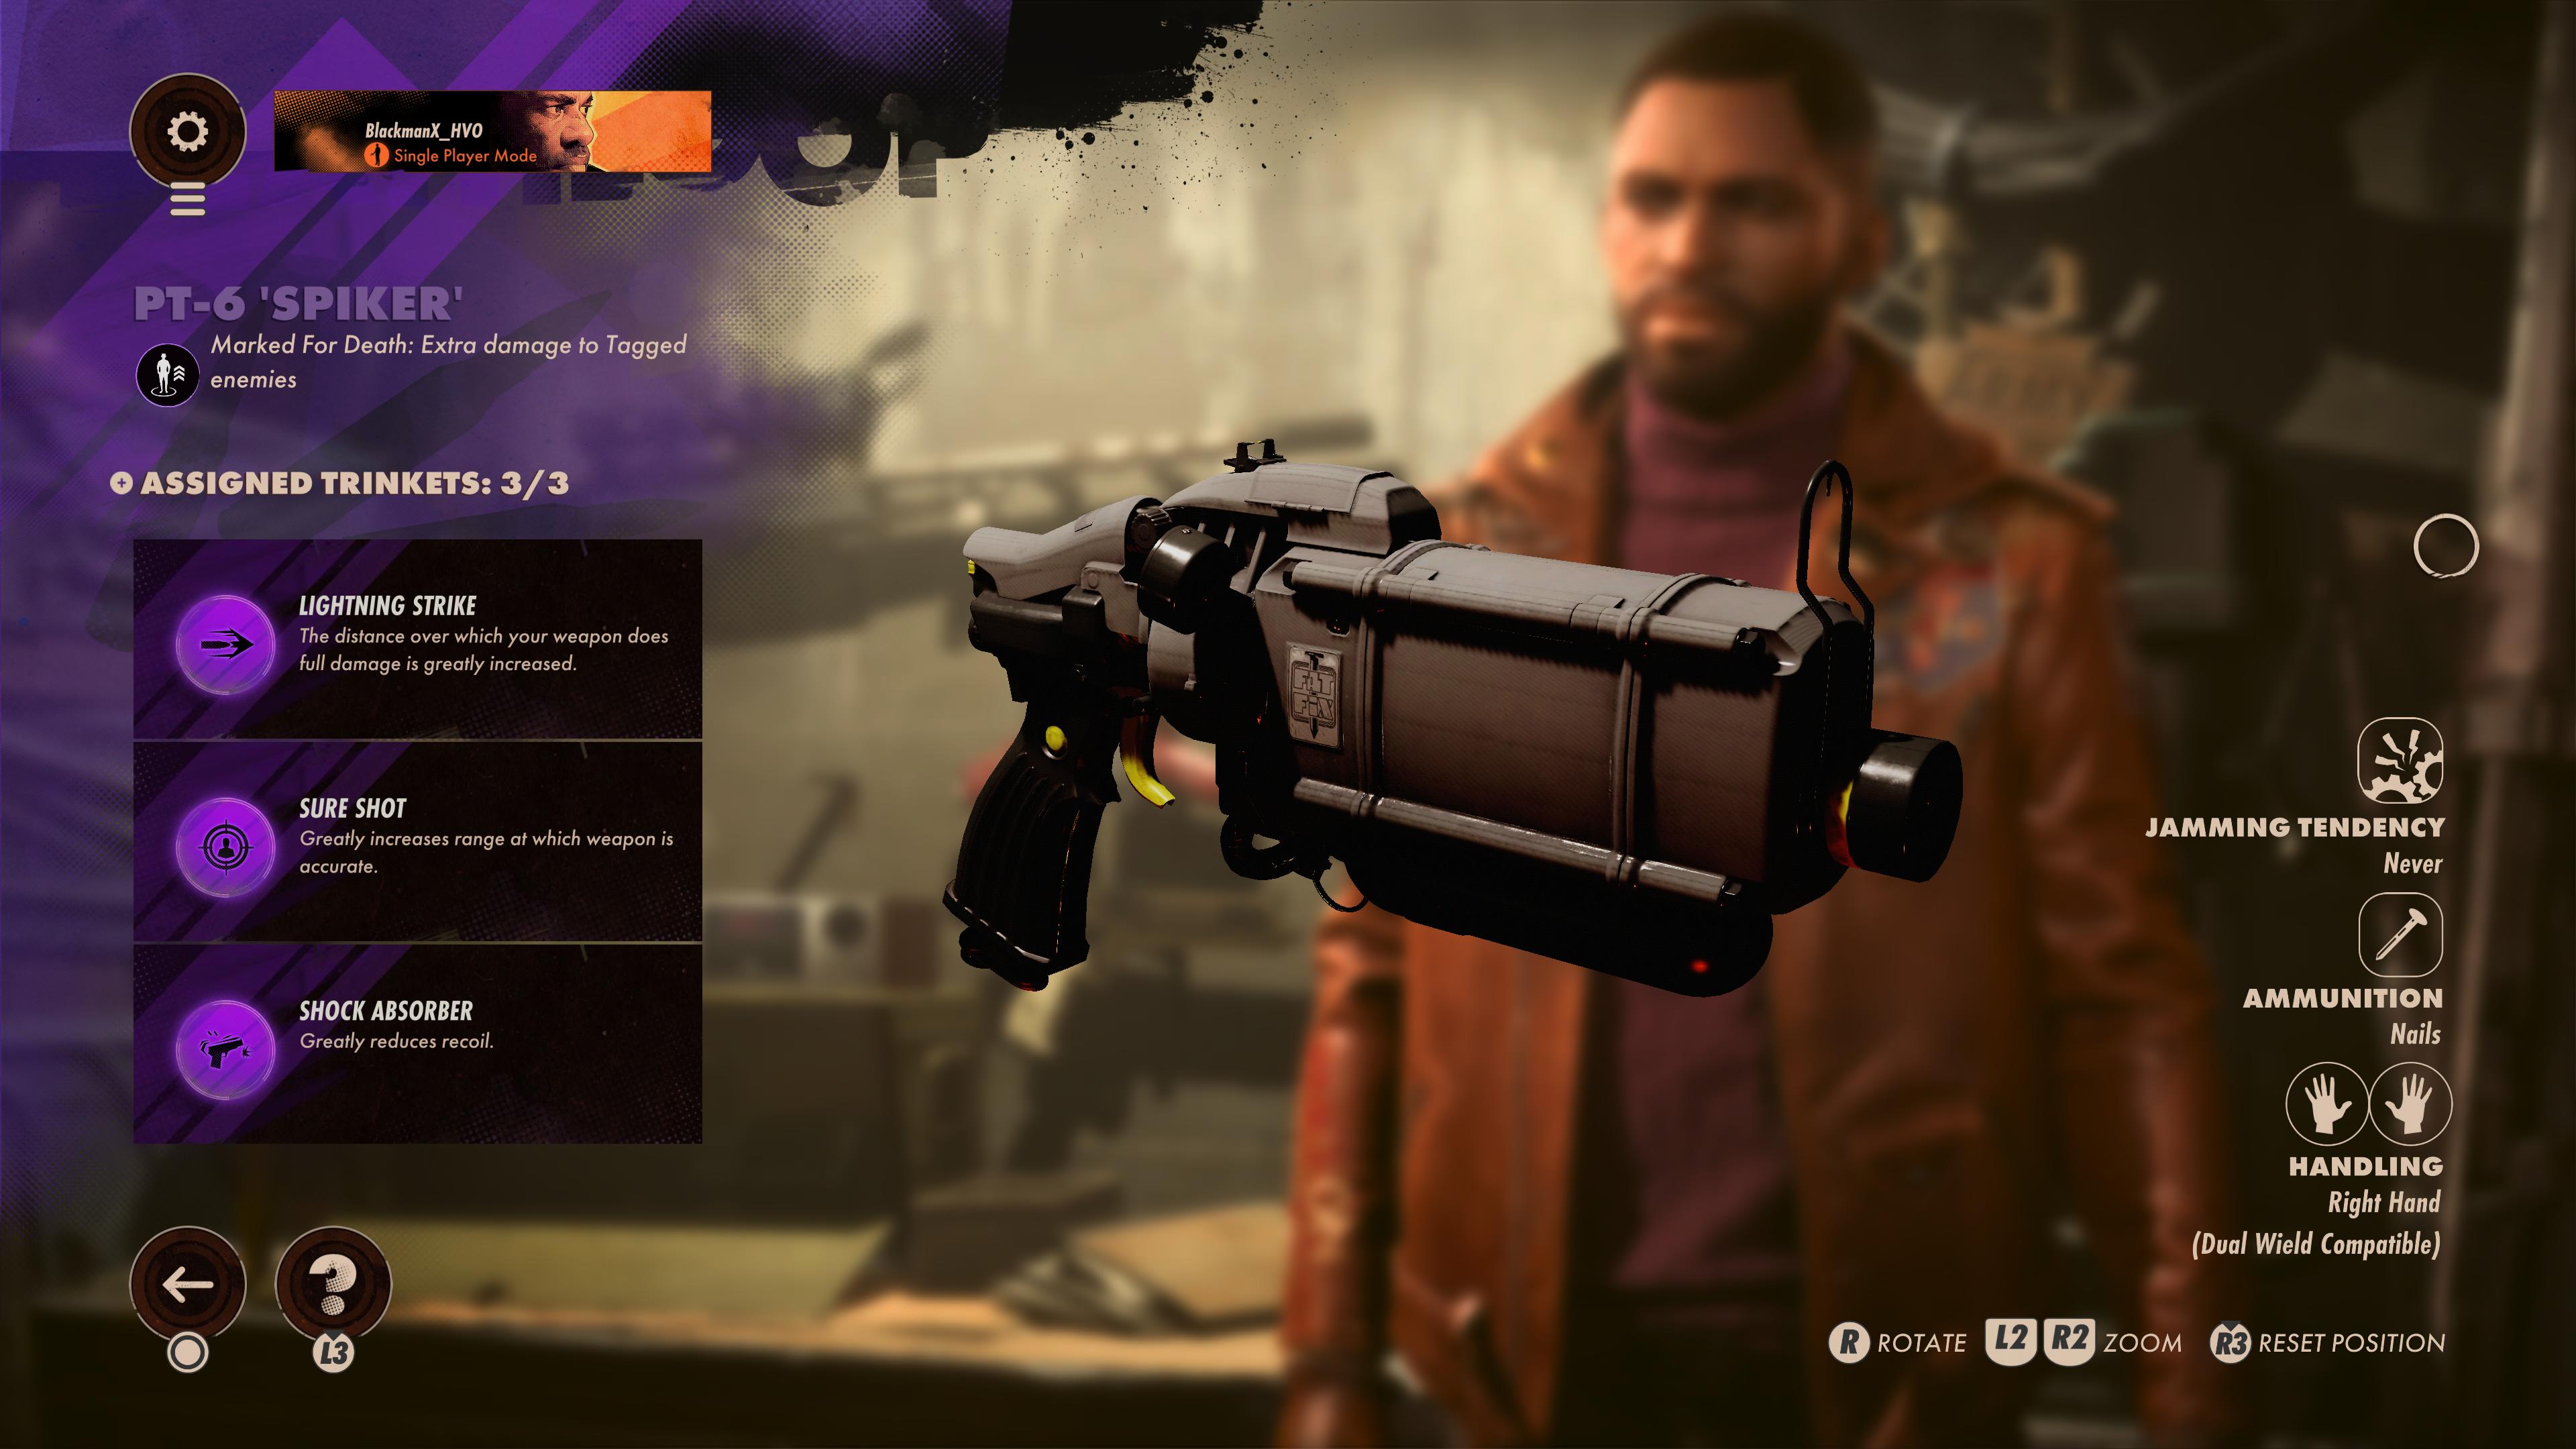 BlackmanX_HVO
Single Player Mode
PT-6 'SPIKER'
Marked For Death: Extra damage to Tagged
enemies
ASSIGNED TRINKETS: 3/3
LIGHTNING STRIKE
The distance over which your weapon does
full damage is greatly increased.
SURE SHOT
Greatly increases range at which weapon is
accurate.
SHOCK ABSORBER
Greatly reduces recoil.
FAT
FIX
JAMMING TENDENCY
Never
AMMUNITION
Nails
HANDLING
Right Hand
(Dual Wield Compatible)
L3
R ROTATE L2 R2 ZOOM R3 RESET POSITION